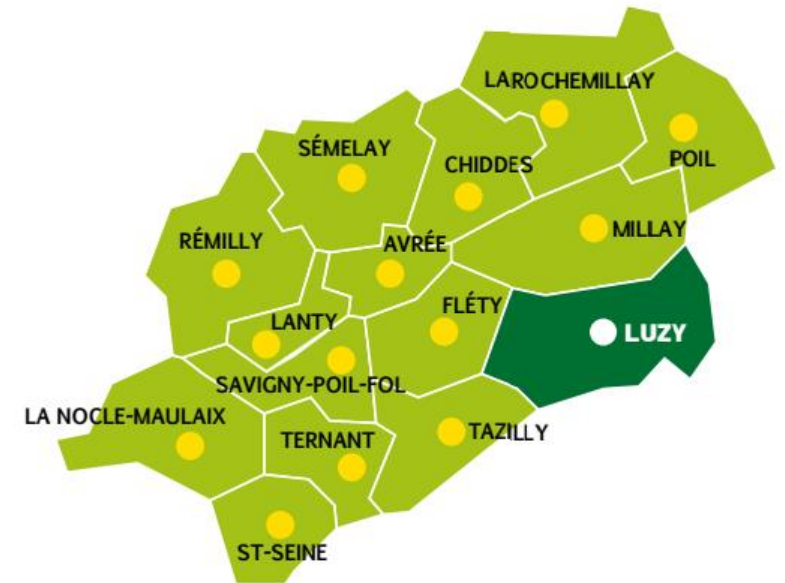 LAROCHEMILLAY
SÉMELAY
CHIDDES
POIL
RÉMILLY
AVRÉE
MILLAY
FLÉTY
LANTY
LUZY
SAVIGNY-POIL-FOL
LA NOCLE-MAULAIX
TERNANT
TAZILLY
ST-SEINE